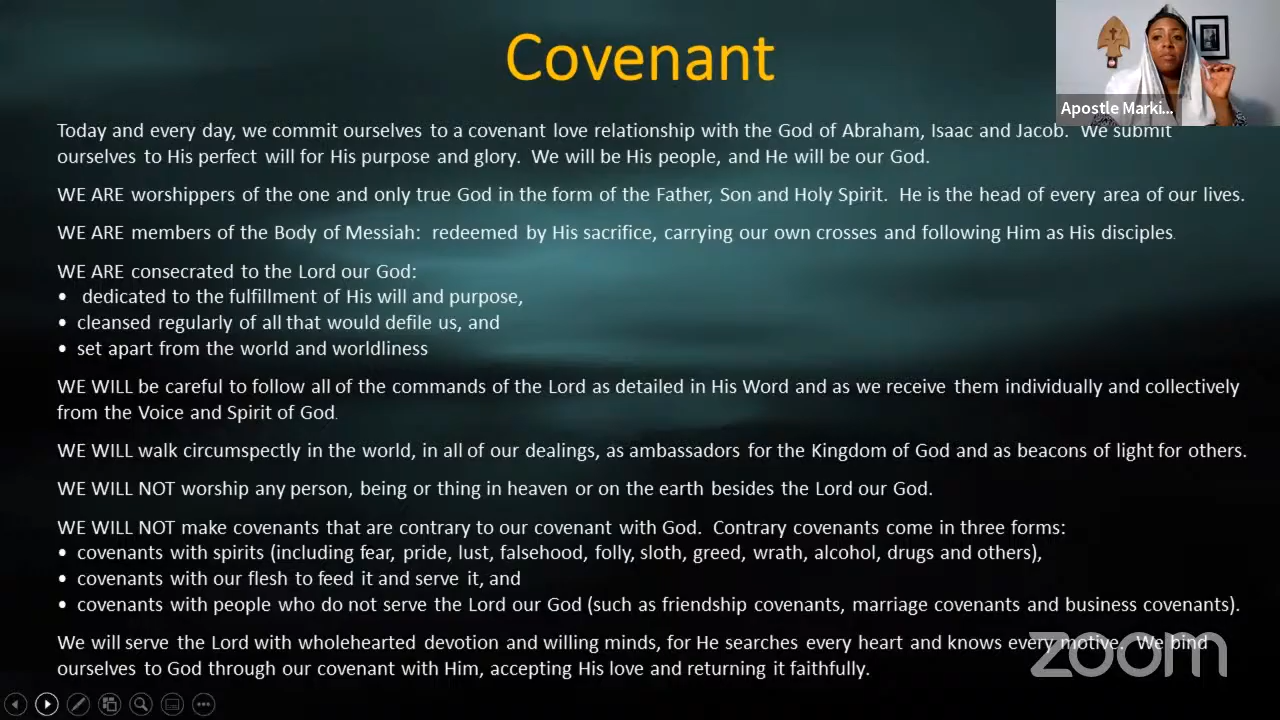 Covenant
Apostle Marki...
Today and every day, we commit ourselves to a covenant love relationship with the God of Abraham, Isaac and Jacob.  We submit
ourselves to His perfect will for His purpose and glory.  We will be His people, and He will be our God.
WE ARE worshippers of the one and only true God in the form of the Father, Son and Holy Spirit.  He is the head of every area of our lives.
WE ARE members of the Body of Messiah:  redeemed by His sacrifice, carrying our own crosses and following Him as His disciples.
WE ARE consecrated to the Lord our God:
•  dedicated to the fulfillment of His will and purpose,
• cleansed regularly of all that would defile us, and
• set apart from the world and worldliness
WE WILL be careful to follow all of the commands of the Lord as detailed in His Word and as we receive them individually and collectively
from the Voice and Spirit of God.
WE WILL walk circumspectly in the world, in all of our dealings, as ambassadors for the Kingdom of God and as beacons of light for others.
WE WILL NOT worship any person, being or thing in heaven or on the earth besides the Lord our God.
WE WILL NOT make covenants that are contrary to our covenant with God.  Contrary covenants come in three forms:
• covenants with spirits (including fear, pride, lust, falsehood, folly, sloth, greed, wrath, alcohol, drugs and others),
• covenants with our flesh to feed it and serve it, and
• covenants with people who do not serve the Lord our God (such as friendship covenants, marriage covenants and business covenants).
We will serve the Lord with wholehearted devotion and willing minds, for He searches every heart and knows every motive.  We bind
ourselves to God through our covenant with Him, accepting His love and returning it faithfully.
zoom